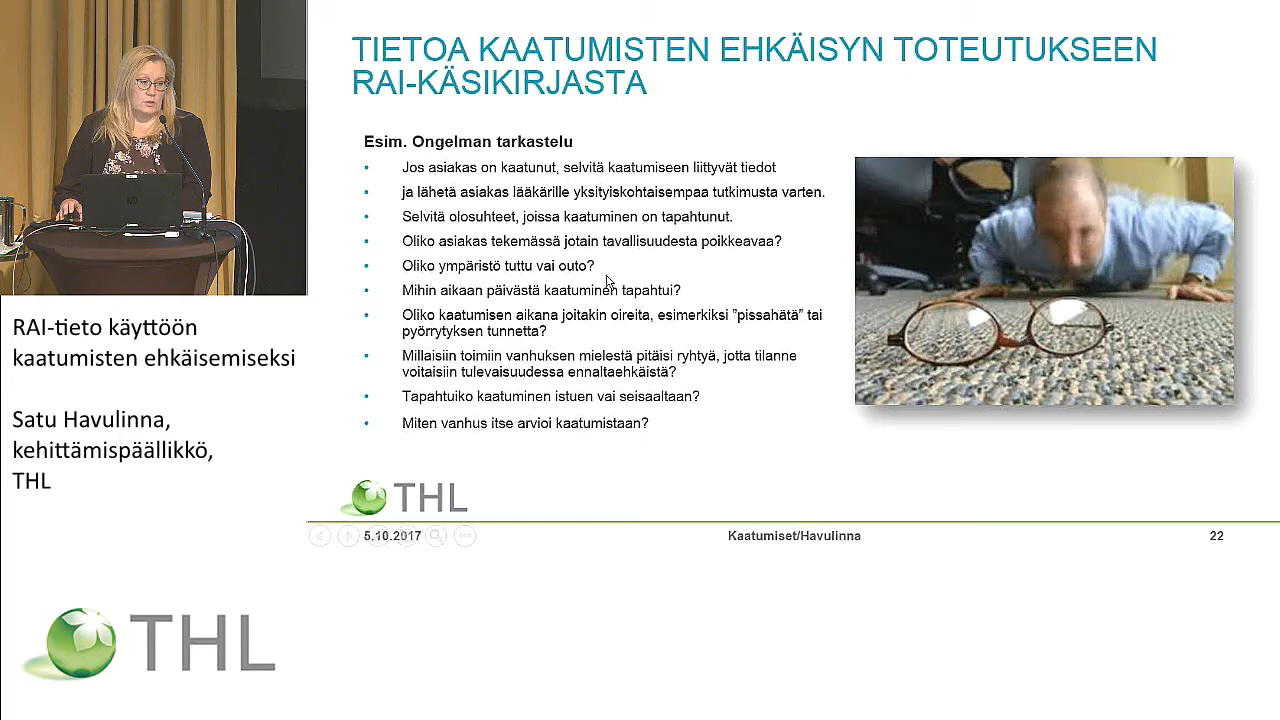 TIETOA KAATUMISTEN EHKÄISYN TOTEUTUKSEEN
RAI-KÄSIKIRJASTA
Esim. Ongelman tarkastelu
• Jos asiakas on kaatunut, selvitä kaatumiseen liittyvät tiedot
• ja lähetä asiakas lääkärille yksityiskohtaisempaa tutkimusta varten.
• Selvitä olosuhteet, joissa kaatuminen on tapahtunut.
• Oliko asiakas tekemässä jotain tavallisuudesta poikkeavaa?
• Oliko ympäristö tuttu vai outo?
• Mihin aikaan päivästä kaatuminen tapahtui?
• Oliko kaatumisen aikana joitakin oireita, esimerkiksi ”pissahätä” tai
pyörrytyksen tunnetta?
• Millaisiin toimiin vanhuksen mielestä pitäisi ryhtyä, jotta tilanne
voitaisiin tulevaisuudessa ennaltaehkäistä?
• Tapahtuiko kaatuminen istuen vai seisaaltaan?
• Miten vanhus itse arvioi kaatumistaan?
THL
5.10.2017
Kaatumiset/Havulinna
22
RAI-tieto käyttöön
kaatumisten ehkäisemiseksi
Satu Havulinna,
kehittämispäällikkö,
THL
THL